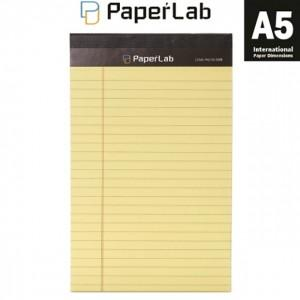 PaperLab
A5
International
Paper Dimensions
PaperLab